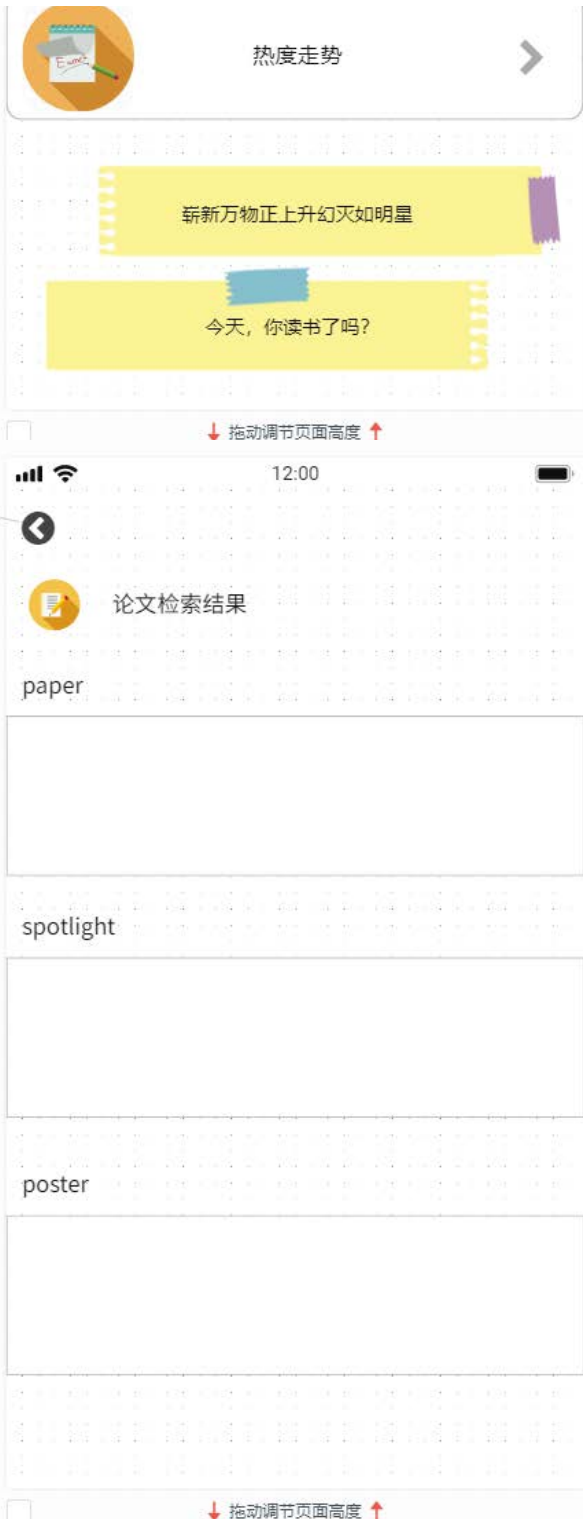 热度走势
崭新万物正上升幻灭如明星
今天，你读书了吗？
拖动调节页面高度
12:00
论文检索结果
paper
spotlight
poster
拖动调节页面高度